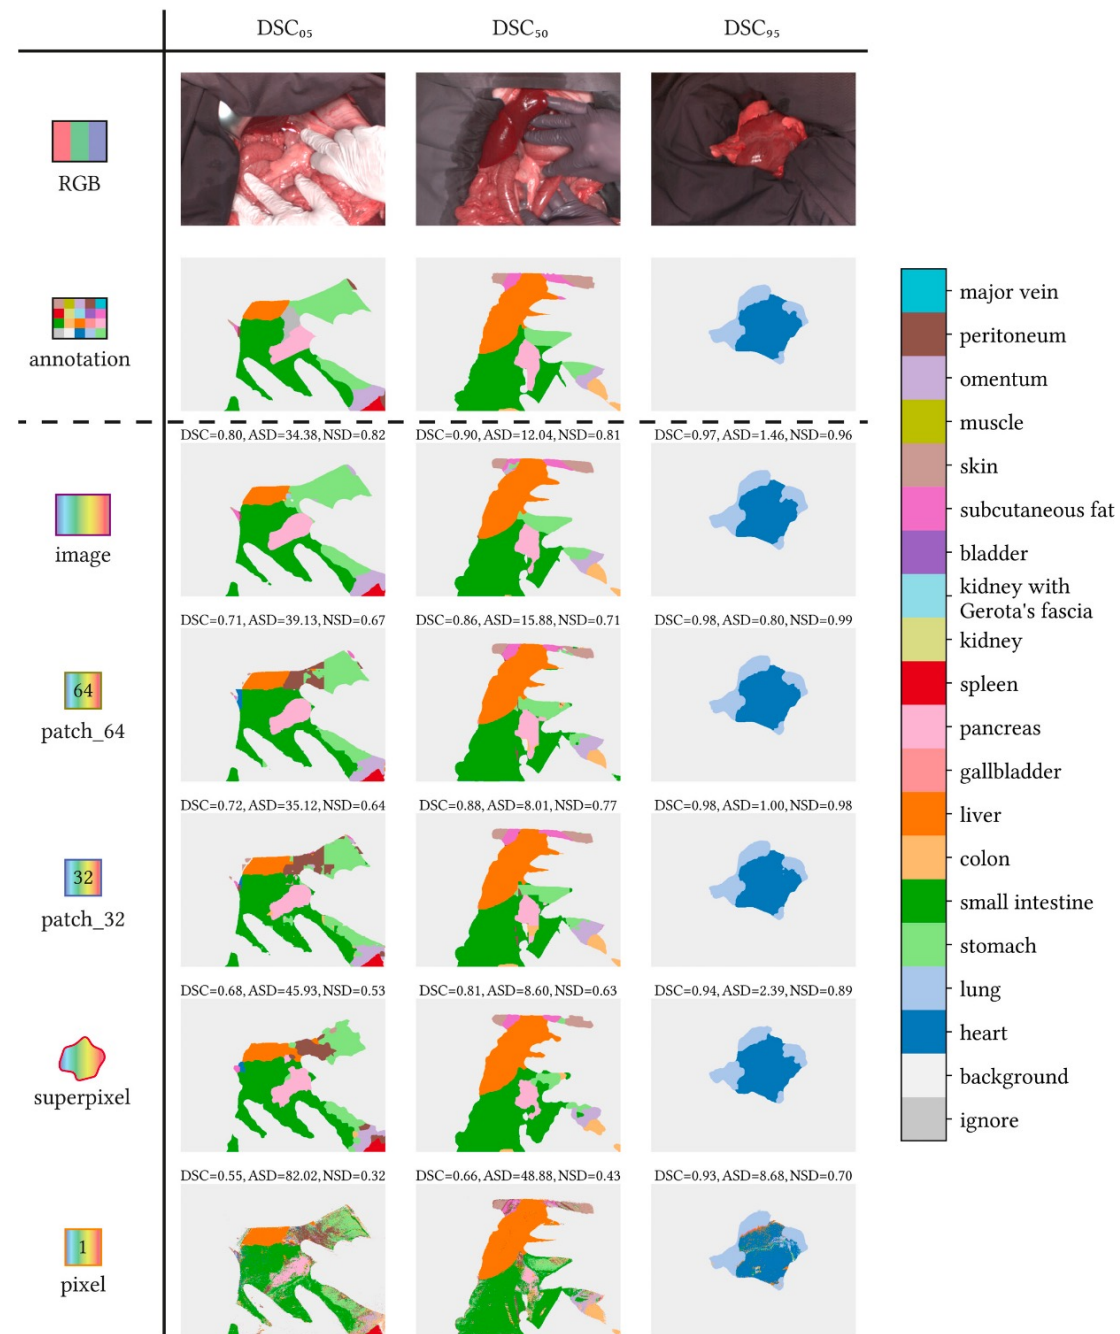 DSC₀₅ DSC₅₀ DSC₉₅
RGB
annotation
DSC=0.80, ASD=34.38, NSD=0.82 DSC=0.90, ASD=12.04, NSD=0.81 DSC=0.97, ASD=1.46, NSD=0.96
image
DSC=0.71, ASD=39.13, NSD=0.67 DSC=0.86, ASD=15.88, NSD=0.71 DSC=0.98, ASD=0.80, NSD=0.99
64
patch_64
DSC=0.72, ASD=35.12, NSD=0.64 DSC=0.88, ASD=8.01, NSD=0.77 DSC=0.98, ASD=1.00, NSD=0.98
32
patch_32
DSC=0.68, ASD=45.93, NSD=0.53 DSC=0.81, ASD=8.60, NSD=0.63 DSC=0.94, ASD=2.39, NSD=0.89
superpixel
DSC=0.55, ASD=82.02, NSD=0.32 DSC=0.66, ASD=48.88, NSD=0.43 DSC=0.93, ASD=8.68, NSD=0.70
1
pixel
major vein
peritoneum
omentum
muscle
skin
subcutaneous fat
bladder
kidney with
Gerota's fascia
kidney
spleen
pancreas
gallbladder
liver
colon
small intestine
stomach
lung
heart
background
ignore